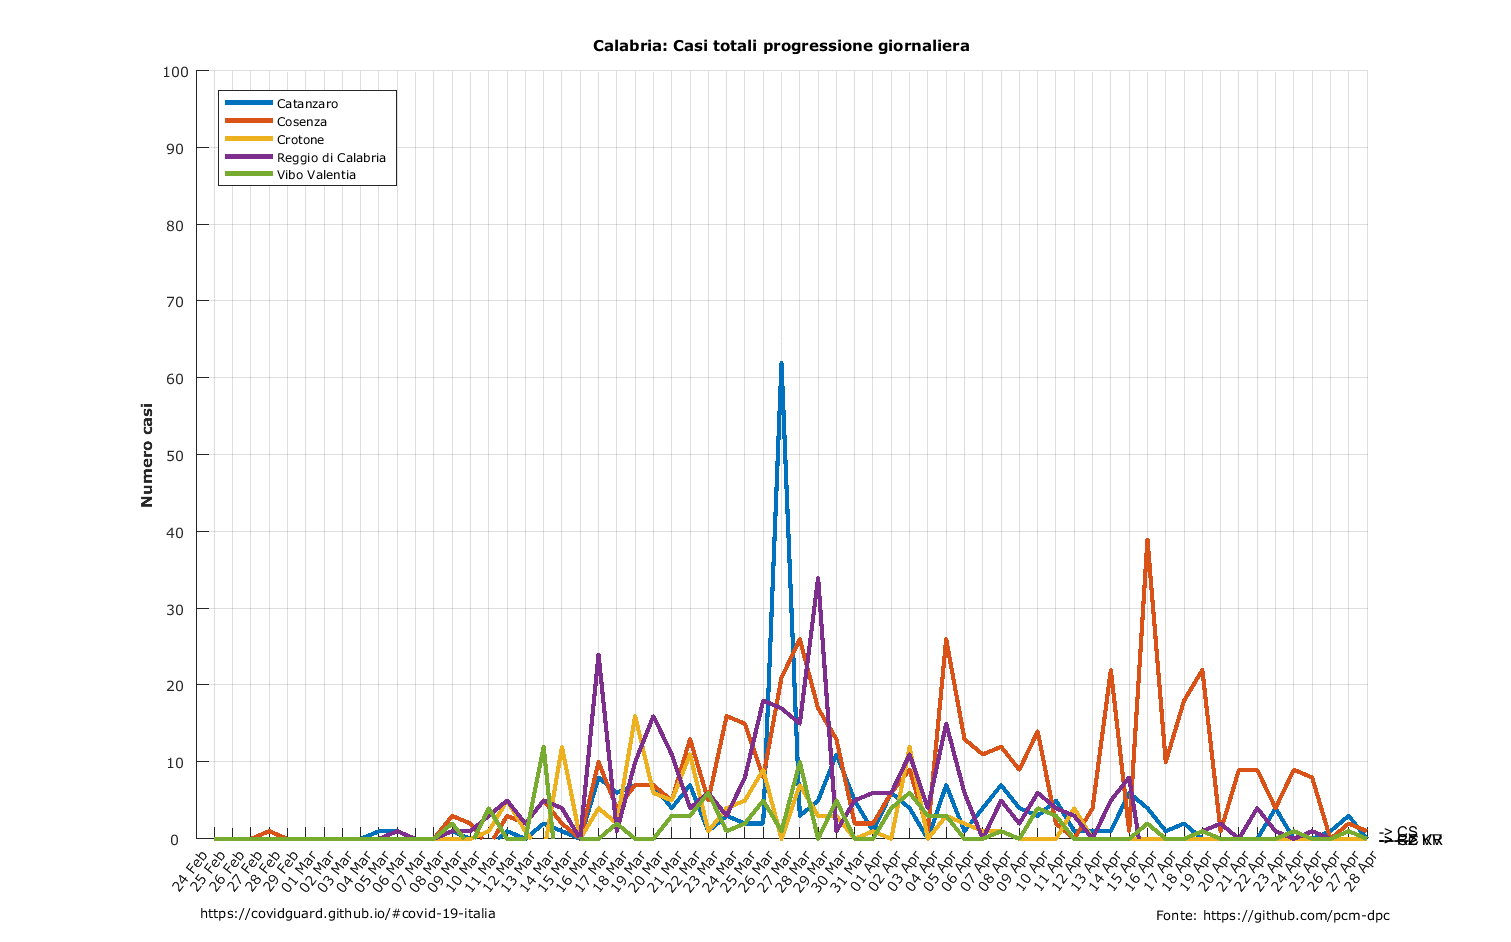 Calabria: Casi totali progressione giornaliera
100
90
80
70
60
50
40
30
20
10
0
Numero casi
Catanzaro
Cosenza
Crotone
Reggio di Calabria
Vibo Valentia
-> CS
24 Feb
25 Feb
26 Feb
27 Feb
28 Feb
29 Feb
01 Mar
02 Mar
03 Mar
04 Mar
05 Mar
06 Mar
07 Mar
08 Mar
09 Mar
10 Mar
11 Mar
12 Mar
13 Mar
14 Mar
15 Mar
16 Mar
17 Mar
18 Mar
19 Mar
20 Mar
21 Mar
22 Mar
23 Mar
24 Mar
25 Mar
26 Mar
27 Mar
28 Mar
29 Mar
30 Mar
31 Mar
01 Apr
02 Apr
03 Apr
04 Apr
05 Apr
06 Apr
07 Apr
08 Apr
09 Apr
10 Apr
11 Apr
12 Apr
13 Apr
14 Apr
15 Apr
16 Apr
17 Apr
18 Apr
19 Apr
20 Apr
21 Apr
22 Apr
23 Apr
24 Apr
25 Apr
26 Apr
27 Apr
28 Apr
https://covidguard.github.io/#covid-19-italia
Fonte: https://github.com/pcm-dpc